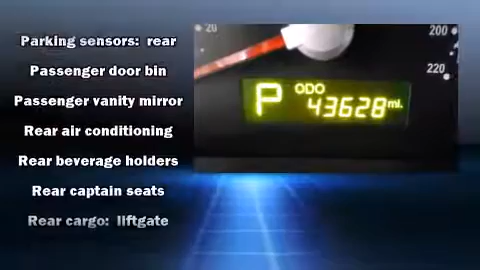 Parking sensors: rear
Passenger door bin
Passenger vanity mirror
Rear air conditioning
Rear beverage holders
Rear captain seats
Rear cargo: liftgate
20
200
220
P ODO 43628 mi.